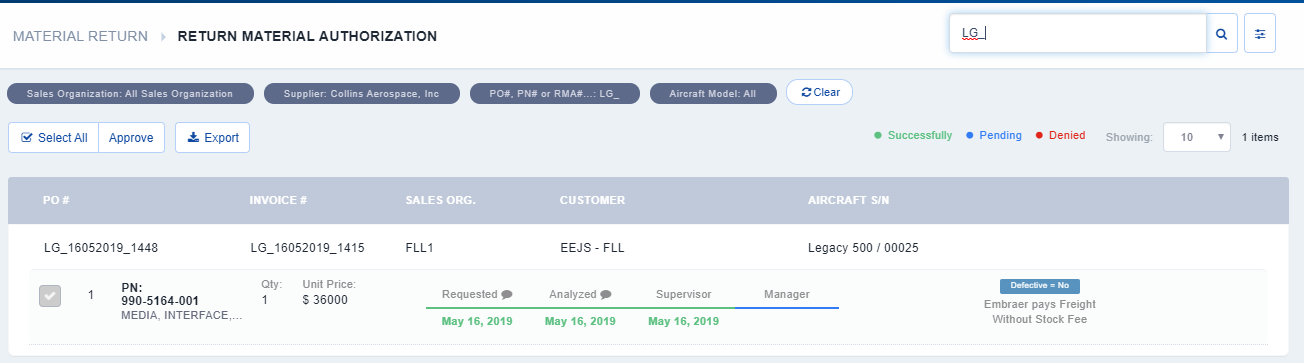 MATERIAL RETURN RETURN MATERIAL AUTHORIZATION LG_
Sales Organization: All Sales Organization Supplier: Collins Aerospace, Inc PO#, PN# or RMA#...: LG_ Aircraft Model: All Clear
Select All Approve Export Successfully Pending Denied Showing: 10 1 items
PO # INVOICE # SALES ORG. CUSTOMER AIRCRAFT S/N
LG_16052019_1448 LG_16052019_1415 FLL1 EEJS - FLL Legacy 500 / 00025
1 PN: Qty: Unit Price: Requested Analyzed Supervisor Manager Defective = No
990-5164-001 1 $ 36000 Embraer pays Freight
MEDIA, INTERFACE,... May 16, 2019 May 16, 2019 May 16, 2019 Without Stock Fee